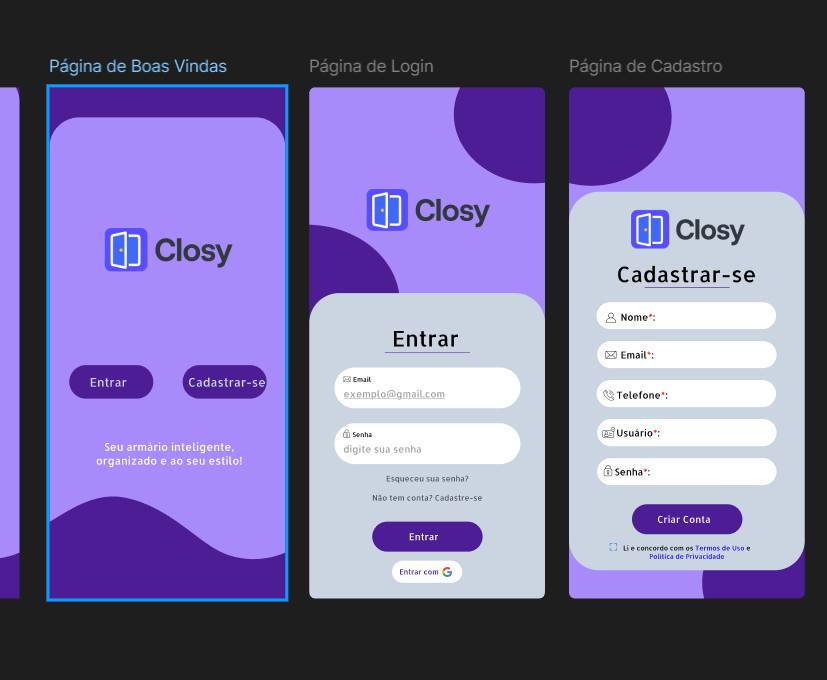 Página de Boas Vindas
Closy
Entrar
Cadastrar-se
Seu armário inteligente,
organizado e ao seu estilo!
Página de Login
Closy
Entrar
Email
exemplo@gmail.com
Senha
digite sua senha
Esqueceu sua senha?
Não tem conta? Cadastre-se
Entrar
Entrar com
Página de Cadastro
Closy
Cadastrar-se
Nome*:
Email*:
Telefone*:
Usuário*:
Senha*:
Criar Conta
Li e concordo com os Termos de Uso e
Política de Privacidade